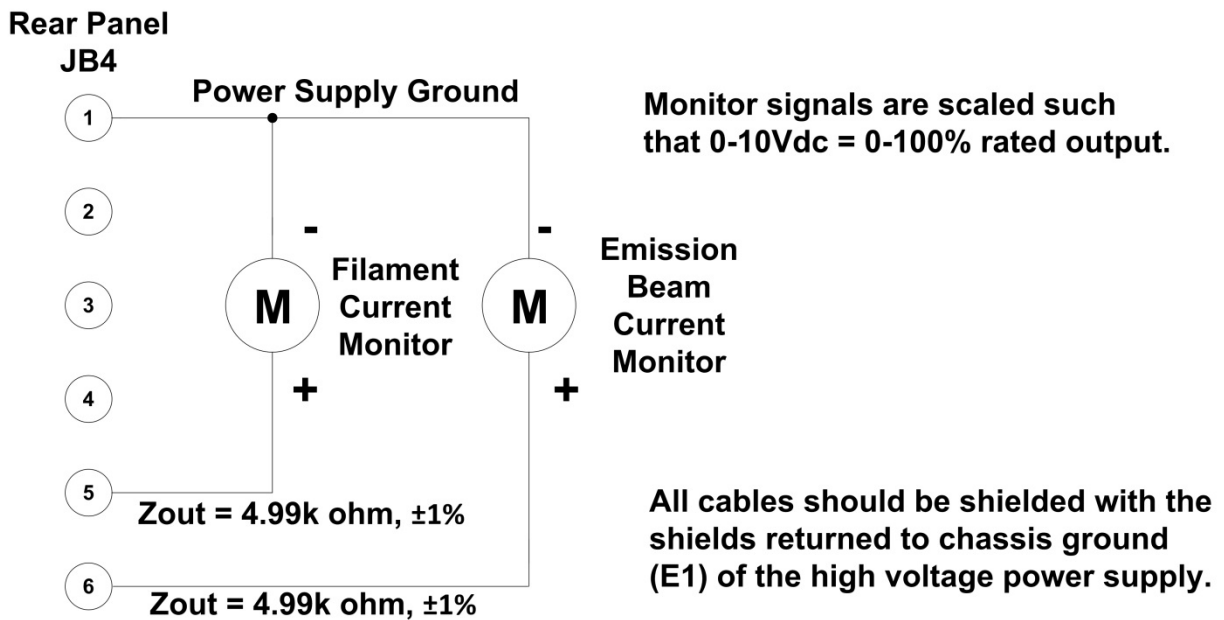 Rear Panel
JB4
Power Supply Ground
1
2
3
4
5
6
-
M
+
Filament
Current
Monitor
-
M
+
Emission
Beam
Current
Monitor
Zout = 4.99k ohm, ±1%
Zout = 4.99k ohm, ±1%
Monitor signals are scaled such
that 0-10Vdc = 0-100% rated output.
All cables should be shielded with the
shields returned to chassis ground
(E1) of the high voltage power supply.